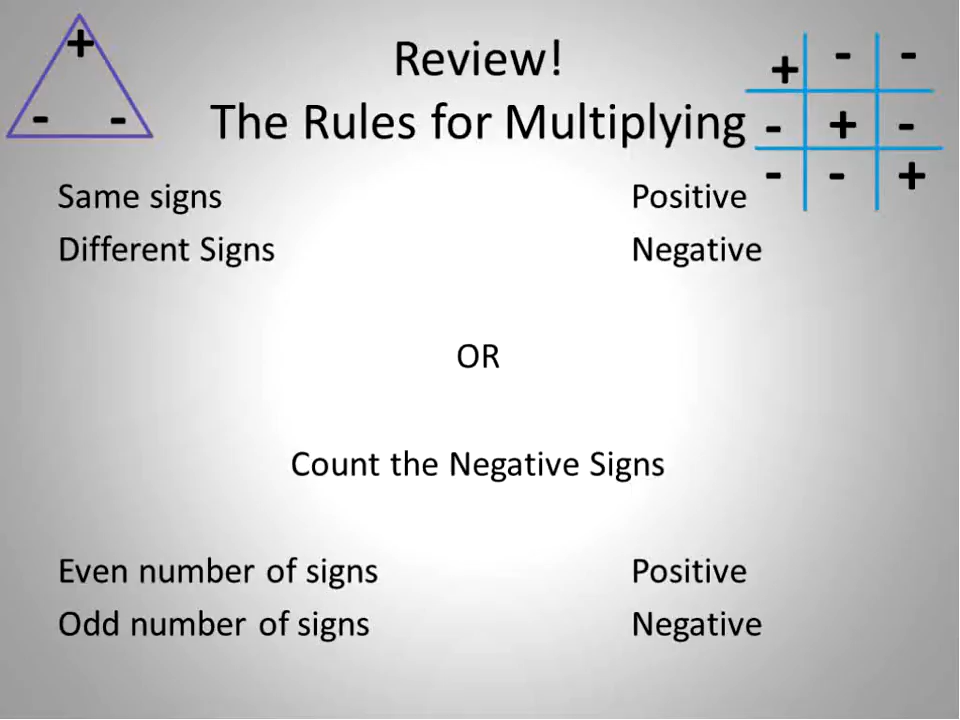 +
- -
Review!
The Rules for Multiplying
+ - -
- + -
- - +
Same signs Positive
Different Signs Negative
OR
Count the Negative Signs
Even number of signs Positive
Odd number of signs Negative